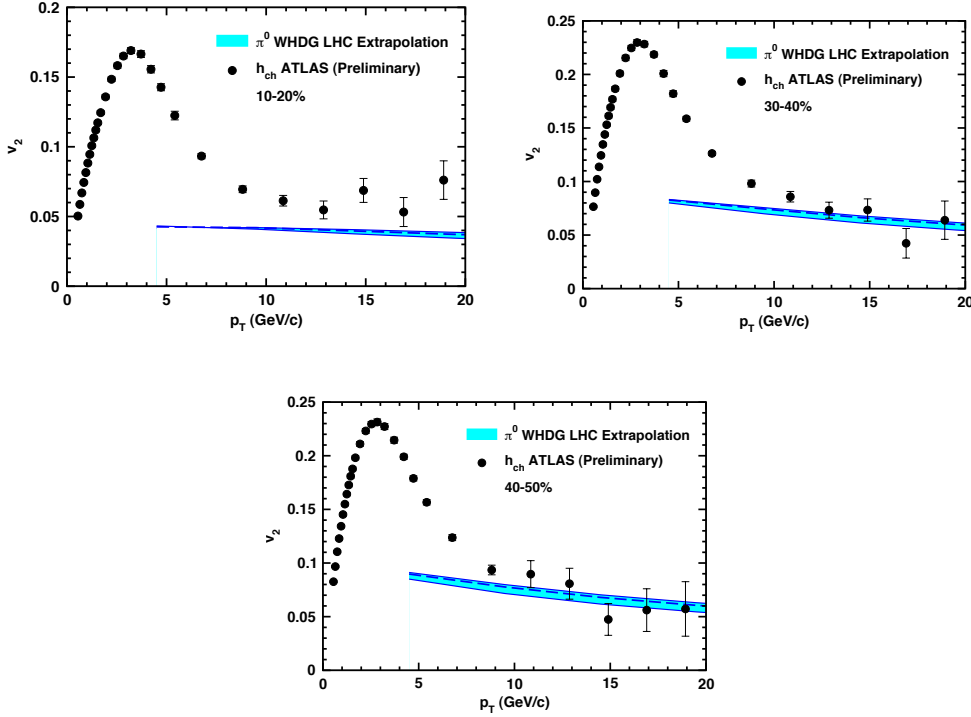 0.2
0.15
0.1
0.05
0
v₂
π⁰ WHDG LHC Extrapolation
h_ch ATLAS (Preliminary)
10-20%
0 5 10 15 20
p_T (GeV/c)
0.25
0.2
0.15
0.1
0.05
0
v₂
π⁰ WHDG LHC Extrapolation
h_ch ATLAS (Preliminary)
30-40%
0 5 10 15 20
p_T (GeV/c)
0.25
0.2
0.15
0.1
0.05
0
v₂
π⁰ WHDG LHC Extrapolation
h_ch ATLAS (Preliminary)
40-50%
0 5 10 15 20
p_T (GeV/c)